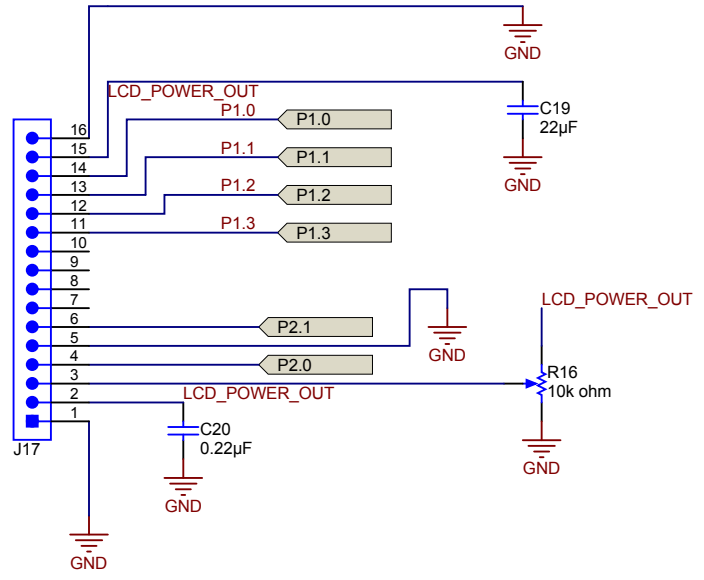 GND
LCD_POWER_OUT
C19
22µF
GND
P1.0 P1.0
P1.1 P1.1
P1.2 P1.2
P1.3 P1.3
16
15
14
13
12
11
10
9
8
7
6
5
4
3
2
1
J17
P2.1
GND
P2.0
LCD_POWER_OUT
R16
10k ohm
GND
LCD_POWER_OUT
C20
0.22µF
GND
GND